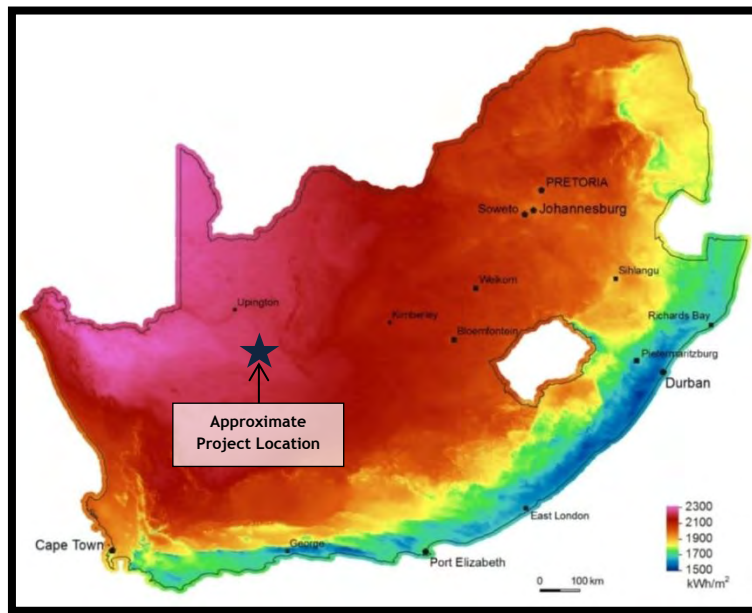 PRETORIA
Soweto
Johannesburg
Sihlangu
Welkom
Upington
Kimberley
Richards Bay
Bloemfontein
Pietermaritzburg
Durban
Approximate
Project Location
2300
2100
1900
1700
1500
kWh/m²
East London
Cape Town
George
Port Elizabeth
0 100 km